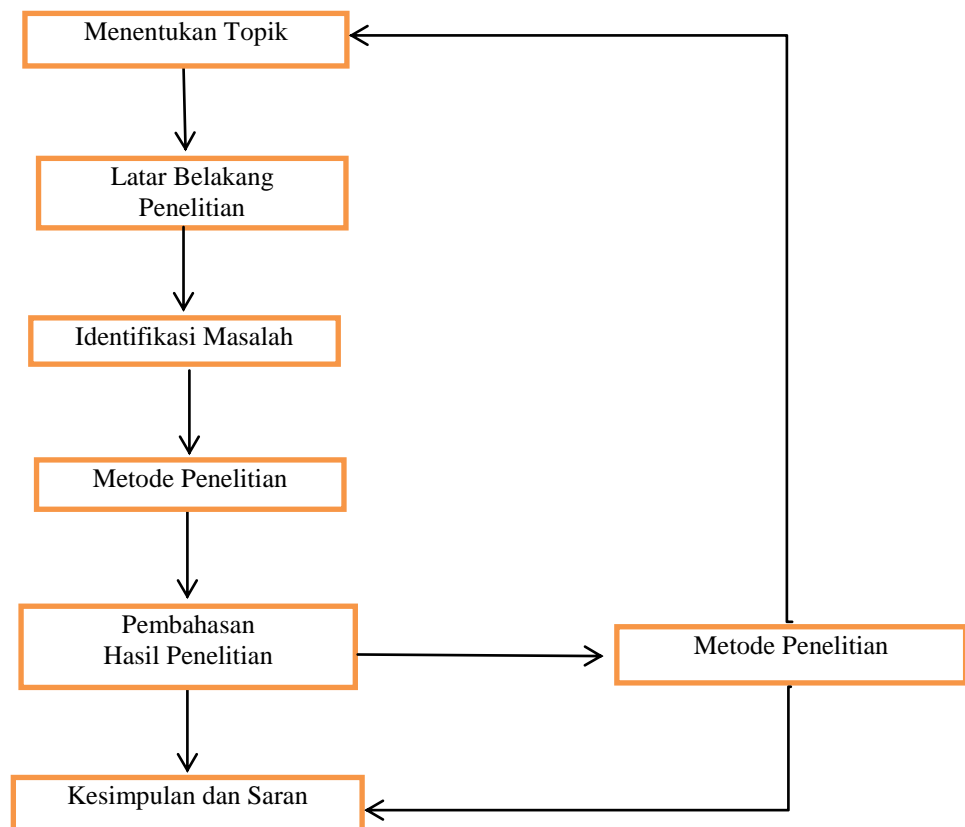 Menentukan Topik
Latar Belakang
Penelitian
Identifikasi Masalah
Metode Penelitian
Pembahasan
Hasil Penelitian
Metode Penelitian
Kesimpulan dan Saran